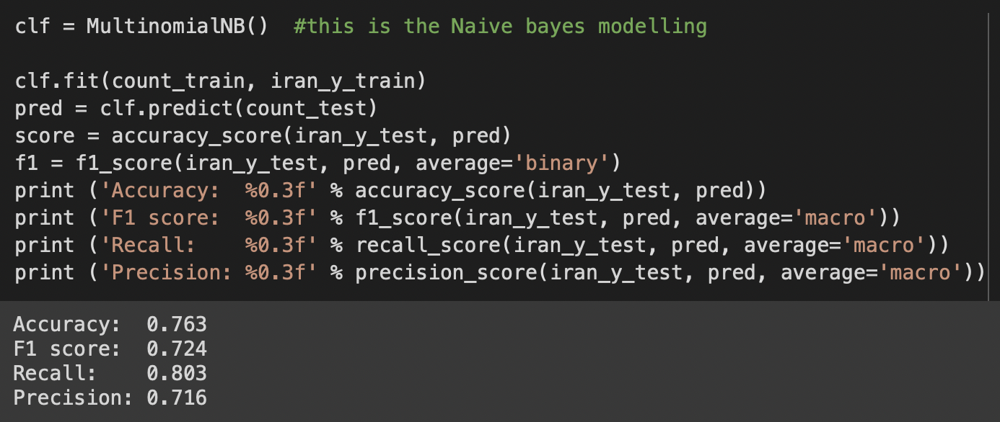 clf = MultinomialNB()  #this is the Naive bayes modelling
clf.fit(count_train, iran_y_train)
pred = clf.predict(count_test)
score = accuracy_score(iran_y_test, pred)
f1 = f1_score(iran_y_test, pred, average='binary')
print ('Accuracy:  %0.3f' % accuracy_score(iran_y_test, pred))
print ('F1 score:  %0.3f' % f1_score(iran_y_test, pred, average='macro'))
print ('Recall:    %0.3f' % recall_score(iran_y_test, pred, average='macro'))
print ('Precision: %0.3f' % precision_score(iran_y_test, pred, average='macro'))
Accuracy:  0.763
F1 score:  0.724
Recall:    0.803
Precision: 0.716